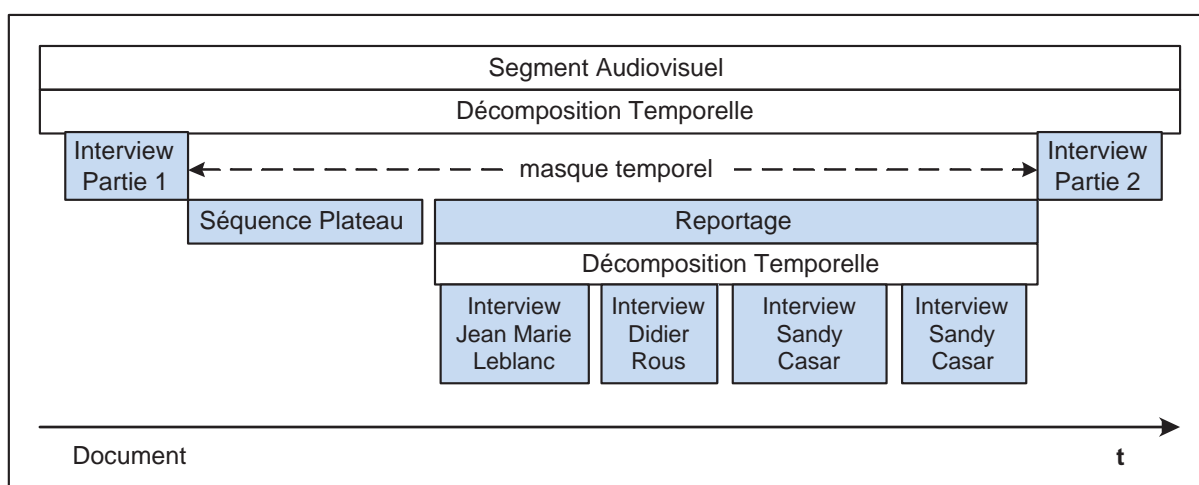 Segment Audiovisuel
Décomposition Temporelle
Interview
Partie 1
masque temporel
Interview
Partie 2
Séquence Plateau
Reportage
Décomposition Temporelle
Interview
Jean Marie
Leblanc
Interview
Didier
Rous
Interview
Sandy
Casar
Interview
Sandy
Casar
Document
t